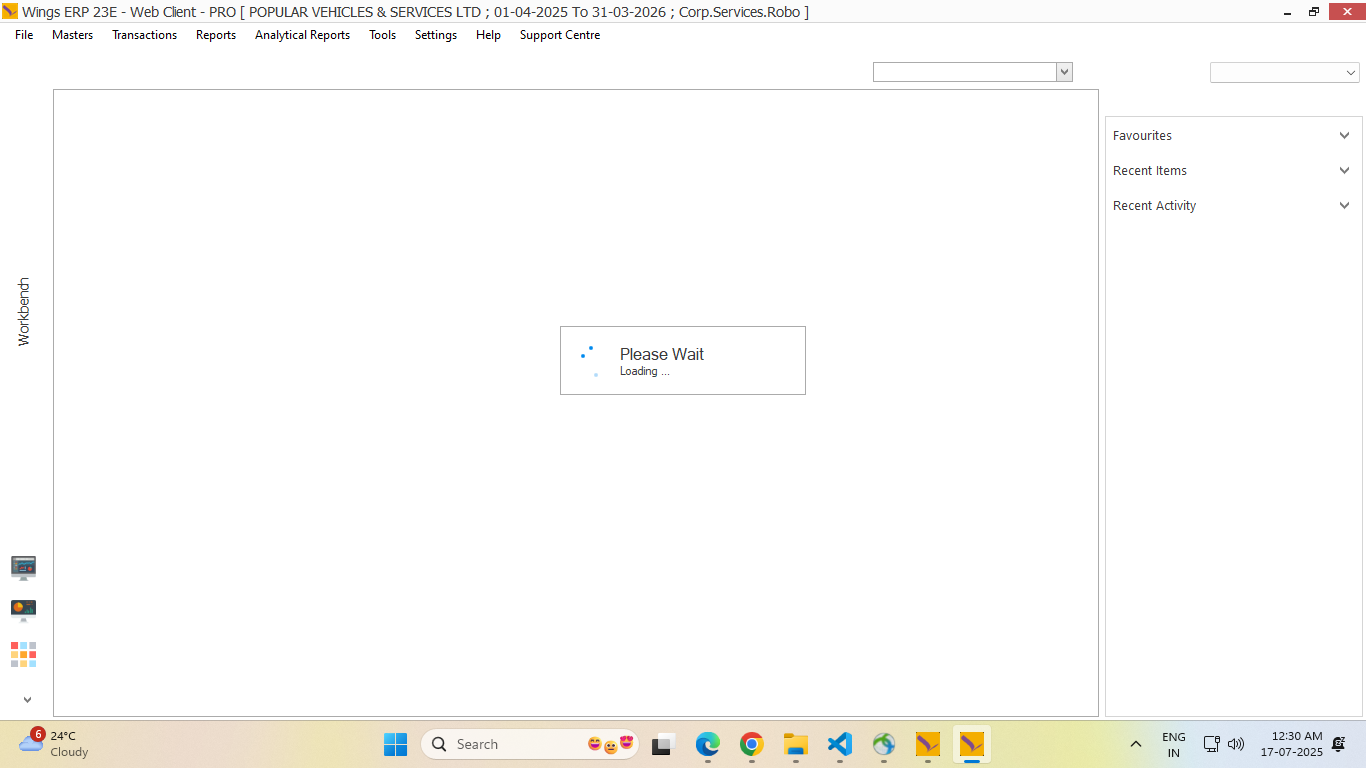 Wings ERP 23E - Web Client - PRO [ POPULAR VEHICLES & SERVICES LTD ; 01-04-2025 To 31-03-2026 ; Corp.Services.Robo ]
File Masters Transactions Reports Analytical Reports Tools Settings Help Support Centre
Favourites
Recent Items
Recent Activity
Workbench
Please Wait
Loading ...
6
24°C
Cloudy
Search
ENG
IN
12:30 AM
17-07-2025